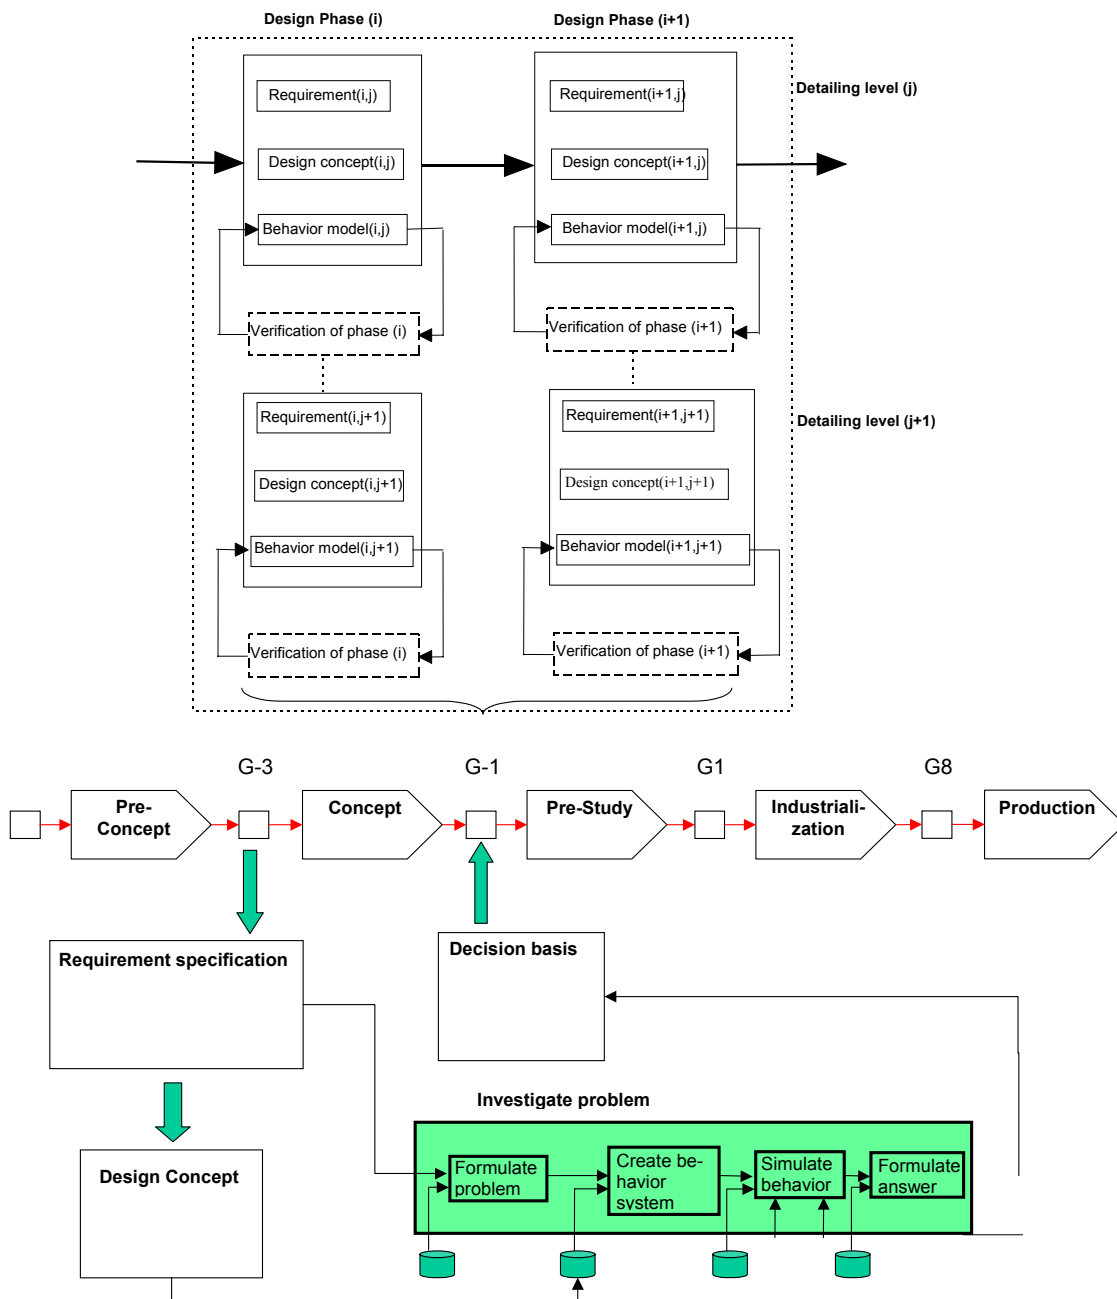 Design Phase (i)
Design Phase (i+1)
Detailing level (j)
Requirement(i,j)
Requirement(i+1,j)
Design concept(i,j)
Design concept(i+1,j)
Behavior model(i,j)
Behavior model(i+1,j)
Verification of phase (i)
Verification of phase (i+1)
Detailing level (j+1)
Requirement(i,j+1)
Requirement(i+1,j+1)
Design concept(i,j+1)
Design concept(i+1,j+1)
Behavior model(i,j+1)
Behavior model(i+1,j+1)
Verification of phase (i)
Verification of phase (i+1)
G-3
G-1
G1
G8
Pre-
Concept
Concept
Pre-Study
Industriali-
zation
Production
Requirement specification
Decision basis
Investigate problem
Design Concept
Formulate
problem
Create be-
havior
system
Simulate
behavior
Formulate
answer